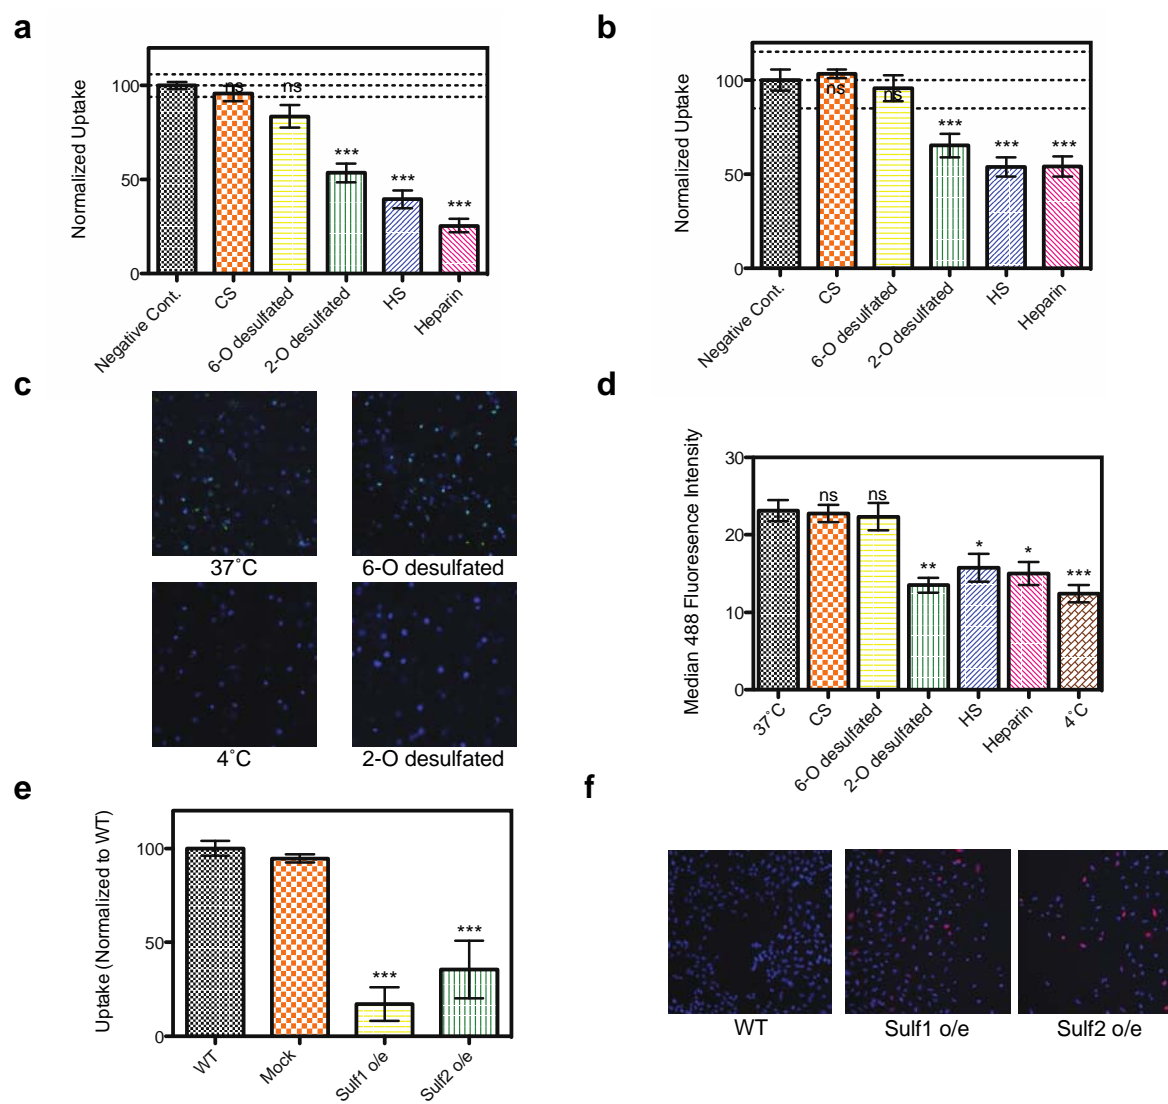 a
Normalized Uptake
100
50
0
ns
ns
***
***
***
Negative Cont.
CS
6-O desulfated
2-O desulfated
HS
Heparin
b
Normalized Uptake
100
50
0
ns
ns
***
***
***
Negative Cont.
CS
6-O desulfated
2-O desulfated
HS
Heparin
c
37˚C
6-O desulfated
4˚C
2-O desulfated
d
Median 488 Fluoresence Intensity
30
20
10
0
ns
ns
**
*
*
***
37˚C
CS
6-O desulfated
2-O desulfated
HS
Heparin
4˚C
e
Uptake (Normalized to WT)
100
50
0
***
***
WT
Mock
Sulf1 o/e
Sulf2 o/e
f
WT
Sulf1 o/e
Sulf2 o/e